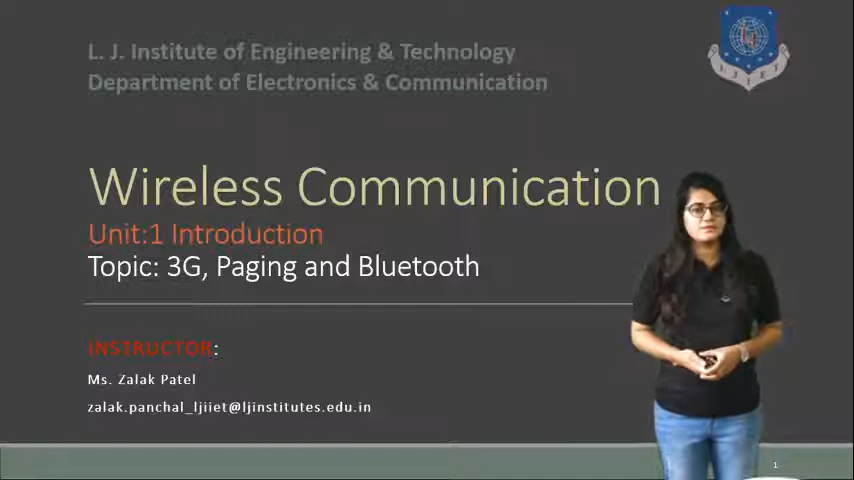 L. J. Institute of Engineering & Technology
Department of Electronics & Communication
L J I E T
Wireless Communication
Unit:1 Introduction
Topic: 3G, Paging and Bluetooth
INSTRUCTOR:
Ms. Zalak Patel
zalak.panchal_ljiiet@ljinstitutes.edu.in
1